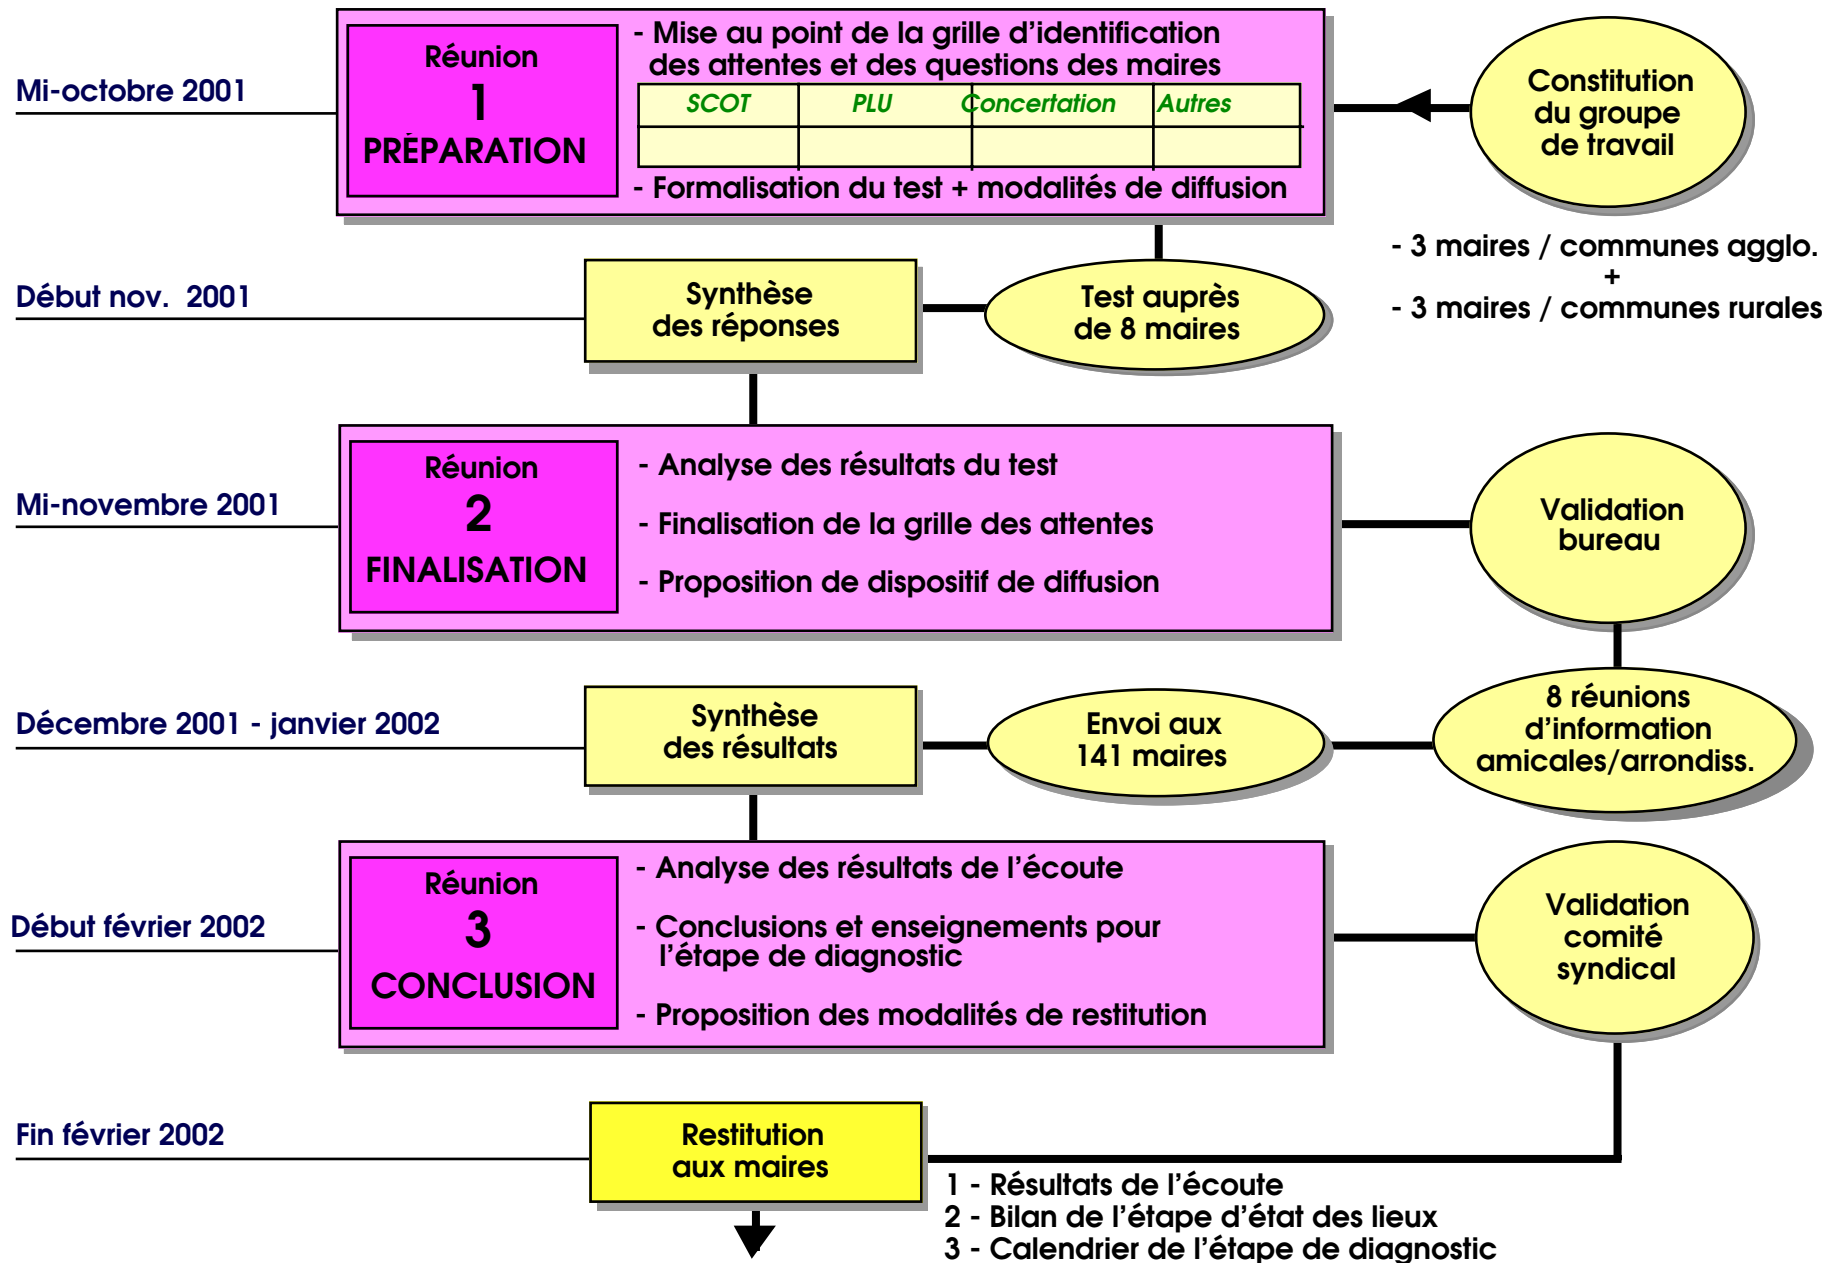 Mi-octobre 2001
Réunion
1
PRÉPARATION
- Mise au point de la grille d'identification
des attentes et des questions des maires
SCOT PLU Concertation Autres
- Formalisation du test + modalités de diffusion
Constitution
du groupe
de travail
- 3 maires / communes agglo.
+
- 3 maires / communes rurales
Début nov. 2001
Synthèse
des réponses
Test auprès
de 8 maires
Mi-novembre 2001
Réunion
2
FINALISATION
- Analyse des résultats du test
- Finalisation de la grille des attentes
- Proposition de dispositif de diffusion
Validation
bureau
Décembre 2001 - janvier 2002
Synthèse
des résultats
Envoi aux
141 maires
8 réunions
d'information
amicales/arrondiss.
Début février 2002
Réunion
3
CONCLUSION
- Analyse des résultats de l'écoute
- Conclusions et enseignements pour
l'étape de diagnostic
- Proposition des modalités de restitution
Validation
comité
syndical
Fin février 2002
Restitution
aux maires
1 - Résultats de l'écoute
2 - Bilan de l'étape d'état des lieux
3 - Calendrier de l'étape de diagnostic